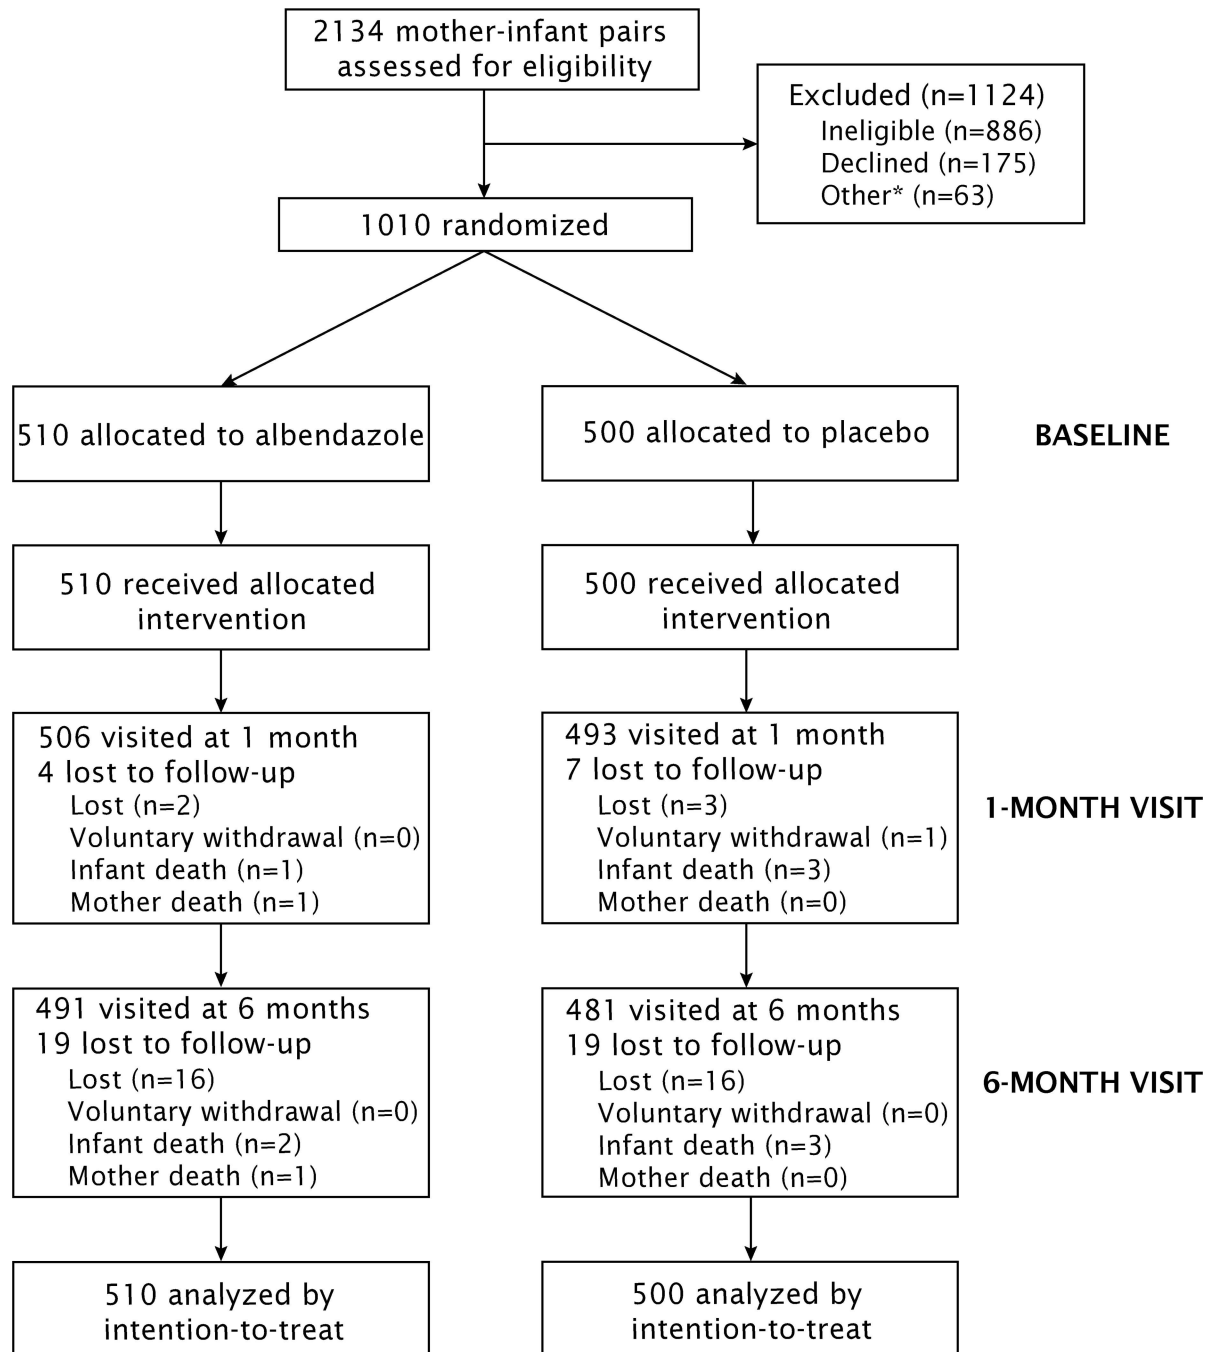 2134 mother-infant pairs
assessed for eligibility
Excluded (n=1124)
Ineligible (n=886)
Declined (n=175)
Other* (n=63)
1010 randomized
510 allocated to albendazole
500 allocated to placebo
BASELINE
510 received allocated
intervention
500 received allocated
intervention
506 visited at 1 month
4 lost to follow-up
Lost (n=2)
Voluntary withdrawal (n=0)
Infant death (n=1)
Mother death (n=1)
493 visited at 1 month
7 lost to follow-up
Lost (n=3)
Voluntary withdrawal (n=1)
Infant death (n=3)
Mother death (n=0)
1-MONTH VISIT
491 visited at 6 months
19 lost to follow-up
Lost (n=16)
Voluntary withdrawal (n=0)
Infant death (n=2)
Mother death (n=1)
481 visited at 6 months
19 lost to follow-up
Lost (n=16)
Voluntary withdrawal (n=0)
Infant death (n=3)
Mother death (n=0)
6-MONTH VISIT
510 analyzed by
intention-to-treat
500 analyzed by
intention-to-treat